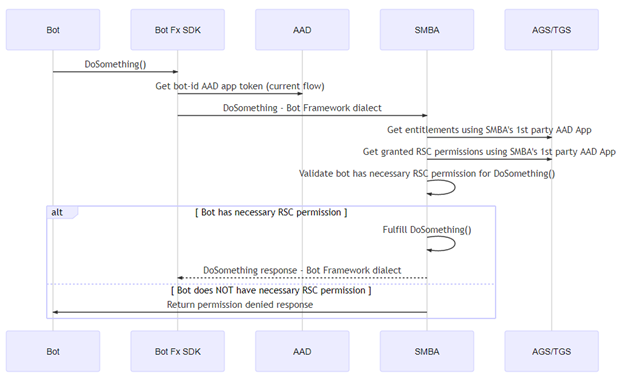 Bot
Bot Fx SDK
AAD
SMBA
AGS/TGS
DoSomething()
Get bot-id AAD app token (current flow)
DoSomething - Bot Framework dialect
Get entitlements using SMBA's 1st party AAD App
Get granted RSC permissions using SMBA's 1st party AAD App
Validate bot has necessary RSC permission for DoSomething()
alt
[ Bot has necessary RSC permission ]
Fulfill DoSomething()
DoSomething response - Bot Framework dialect
[ Bot does NOT have necessary RSC permission ]
Return permission denied response
Bot
Bot Fx SDK
AAD
SMBA
AGS/TGS